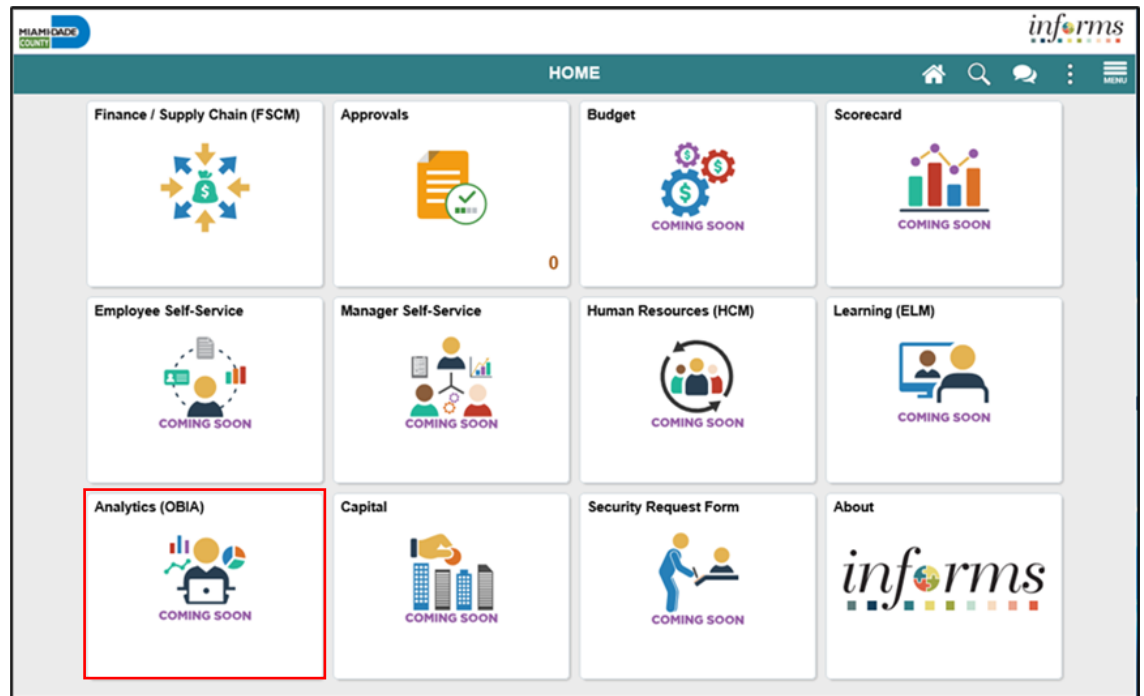 MIAMI-DADE
COUNTY
informs
HOME
MENU
Finance / Supply Chain (FSCM)
Approvals
Budget
Scorecard
$
$
$
$
COMING SOON
COMING SOON
0
Employee Self-Service
Manager Self-Service
Human Resources (HCM)
Learning (ELM)
COMING SOON
COMING SOON
COMING SOON
COMING SOON
Analytics (OBIA)
Capital
Security Request Form
About
informs
COMING SOON
COMING SOON
COMING SOON